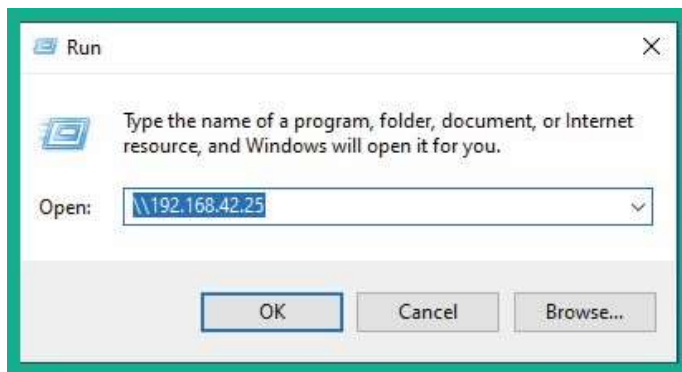 Run
Type the name of a program, folder, document, or Internet
resource, and Windows will open it for you.
Open: \\192.168.42.25
OK Cancel Browse...